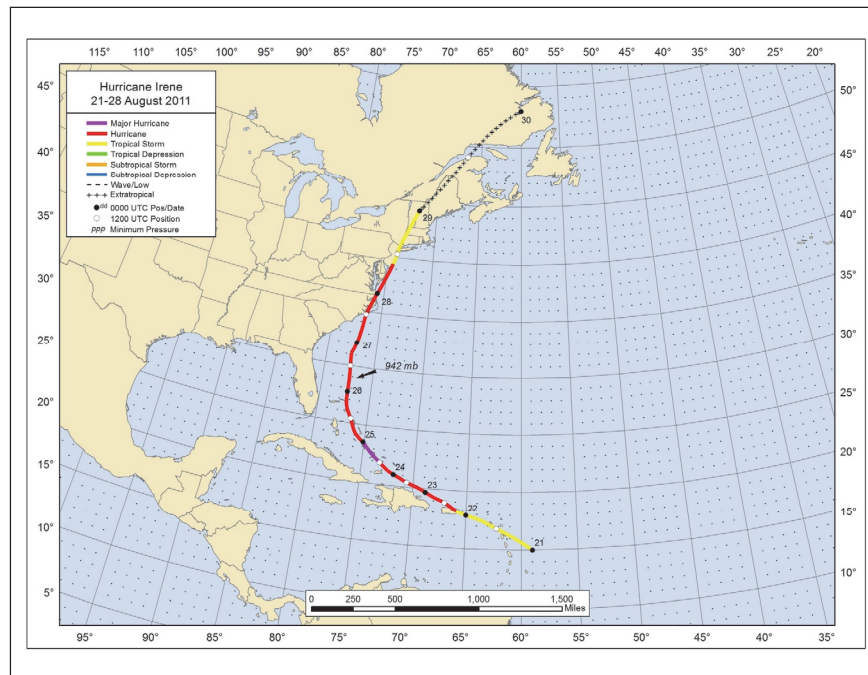 115° 110° 105° 100° 95° 90° 85° 80° 75° 70° 65° 60° 55° 50° 45° 40° 35° 30° 25° 20°
Hurricane Irene
21-28 August 2011
Major Hurricane
Hurricane
Tropical Storm
Tropical Depression
Subtropical Storm
Subtropical Depression
Wave/Low
Extratropical
dd 0000 UTC Pos/Date
1200 UTC Position
ppp Minimum Pressure
45°
40°
35°
30°
25°
20°
15°
10°
5°
50°
45°
40°
35°
30°
25°
20°
15°
10°
30
29
28
27
942 mb
26
25
24
23
22
21
0 250 500 1,000 1,500
Miles
95° 90° 85° 80° 75° 70° 65° 60° 55° 50° 45° 40° 35°